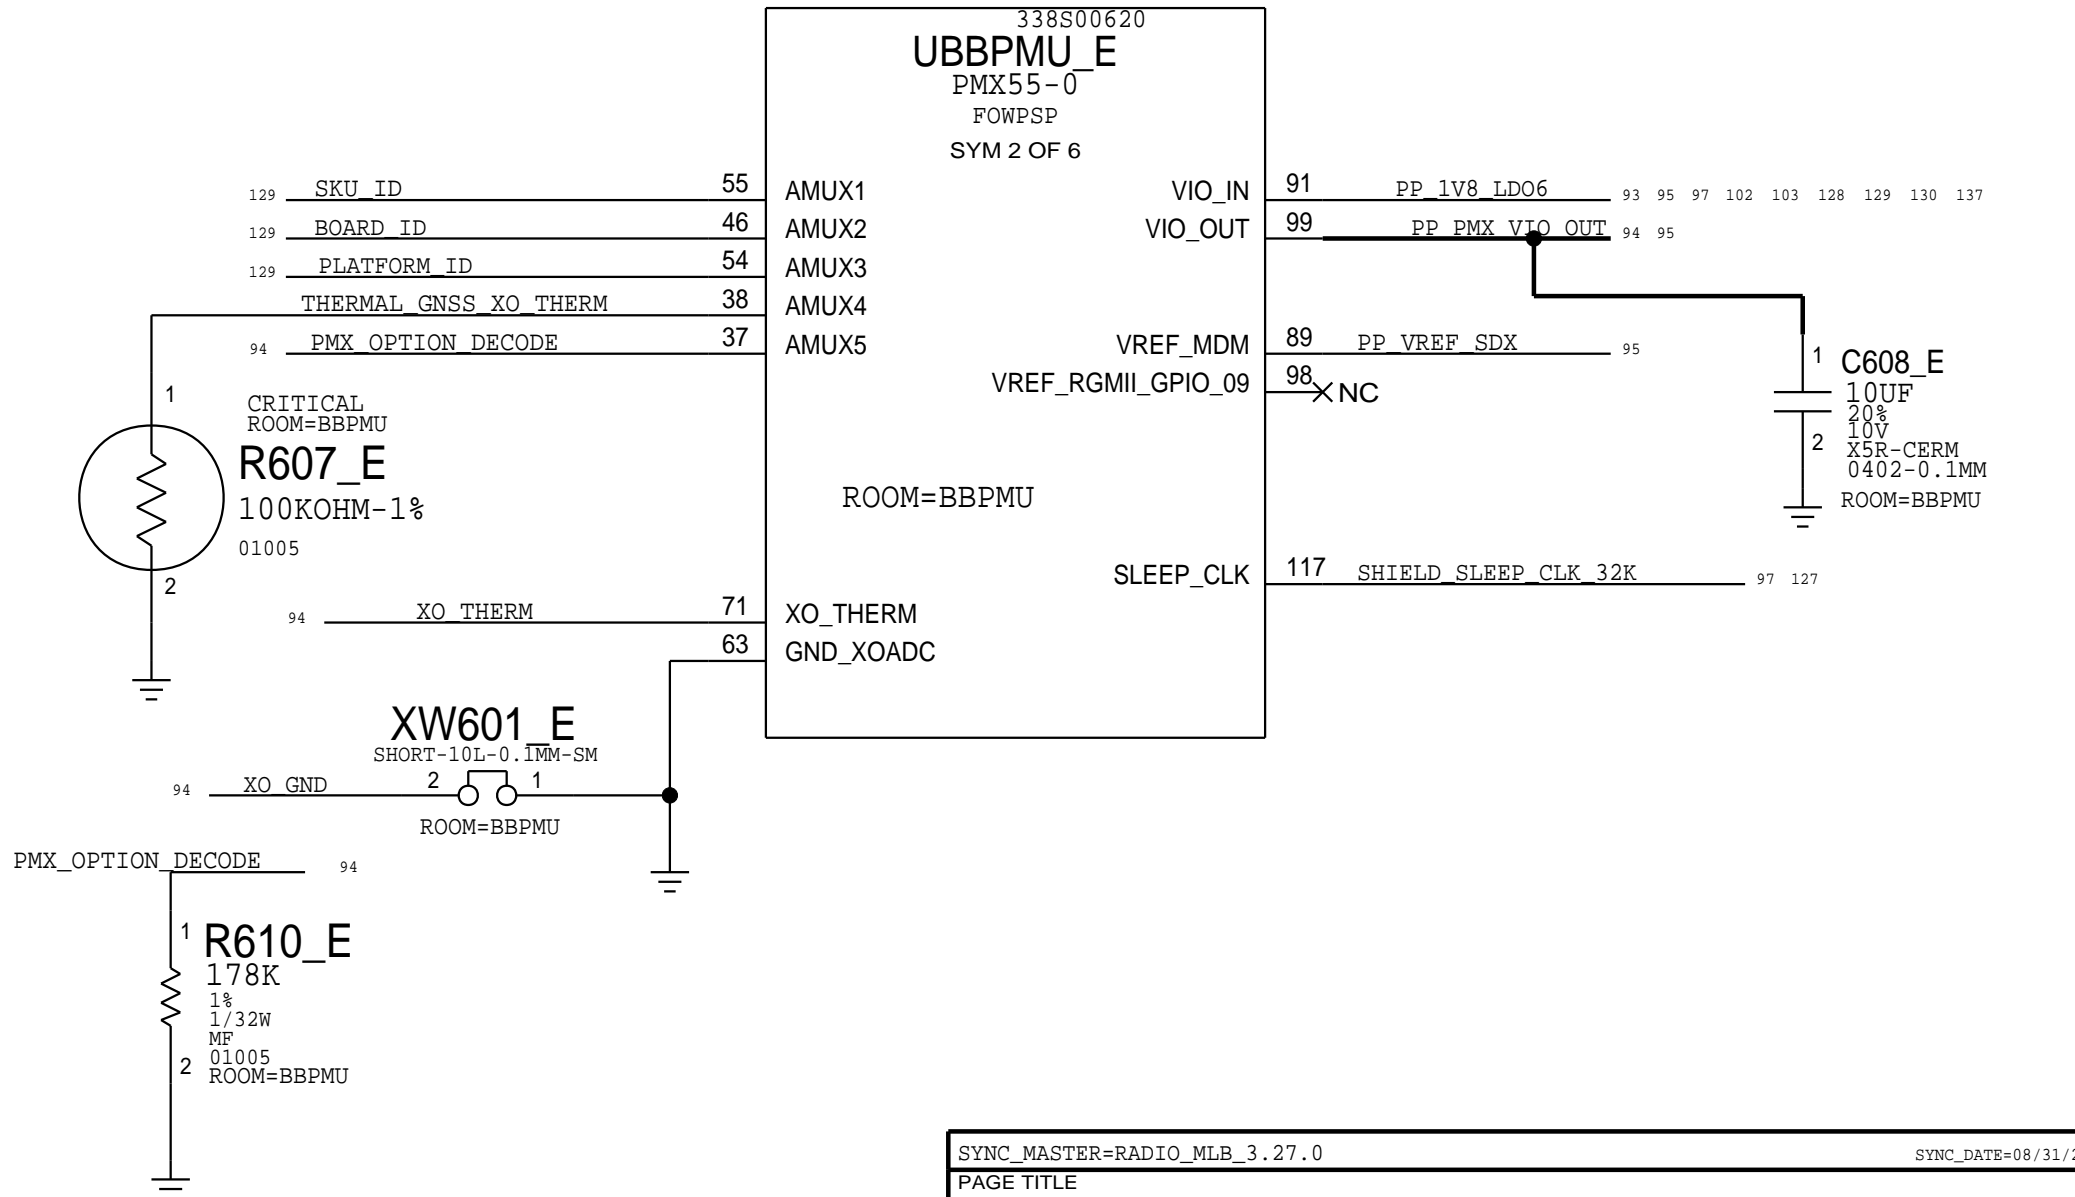 338S00620
UBBPMU_E
PMX55-0
FOWPSP
SYM 2 OF 6
129 SKU_ID 55 AMUX1
129 BOARD_ID 46 AMUX2
129 PLATFORM_ID 54 AMUX3
THERMAL_GNSS_XO_THERM 38 AMUX4
94 PMX_OPTION_DECODE 37 AMUX5
VIO_IN 91 PP_1V8_LDO6 93 95 97 102 103 128 129 130 137
VIO_OUT 99 PP_PMX_VIO_OUT 94 95
VREF_MDM 89 PP_VREF_SDX 95
VREF_RGMII_GPIO_09 98 NC
1
CRITICAL
ROOM=BBPMU
R607_E
100KOHM-1%
01005
2
1 C608_E
10UF
20%
10V
2 X5R-CERM
0402-0.1MM
ROOM=BBPMU
ROOM=BBPMU
SLEEP_CLK 117 SHIELD_SLEEP_CLK_32K 97 127
94 XO_THERM 71 XO_THERM
63 GND_XOADC
XW601_E
SHORT-10L-0.1MM-SM
94 XO_GND 2 1
ROOM=BBPMU
PMX_OPTION_DECODE 94
1 R610_E
178K
1%
1/32W
MF
2 01005
ROOM=BBPMU
SYNC_MASTER=RADIO_MLB_3.27.0 SYNC_DATE=08/31/2
PAGE TITLE